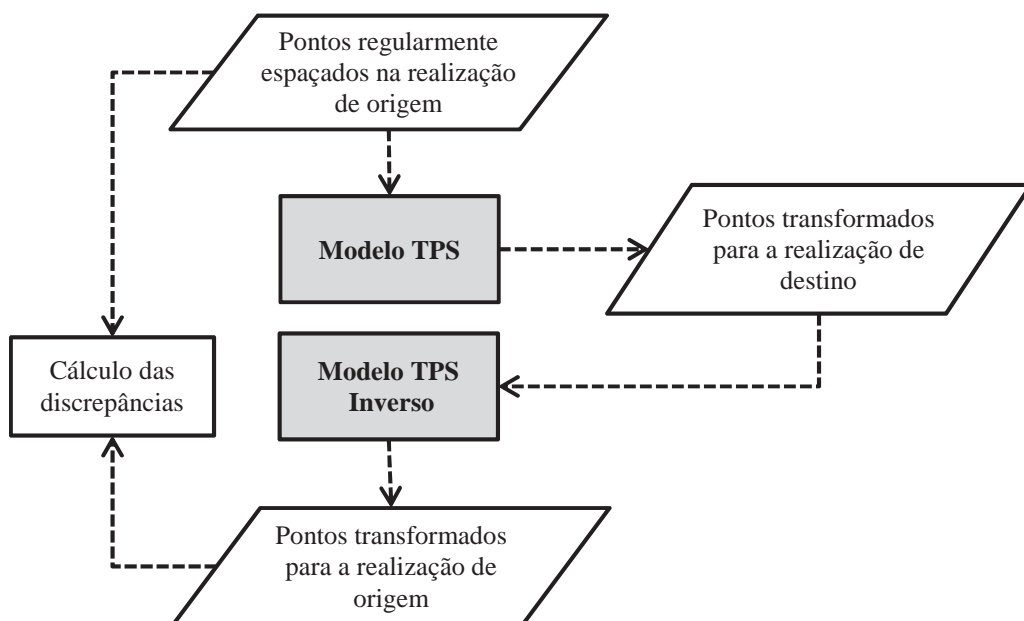 Pontos regularmente
espaçados na realização
de origem
Modelo TPS
Pontos transformados
para a realização de
destino
Modelo TPS
Inverso
Cálculo das
discrepâncias
Pontos transformados
para a realização de
origem